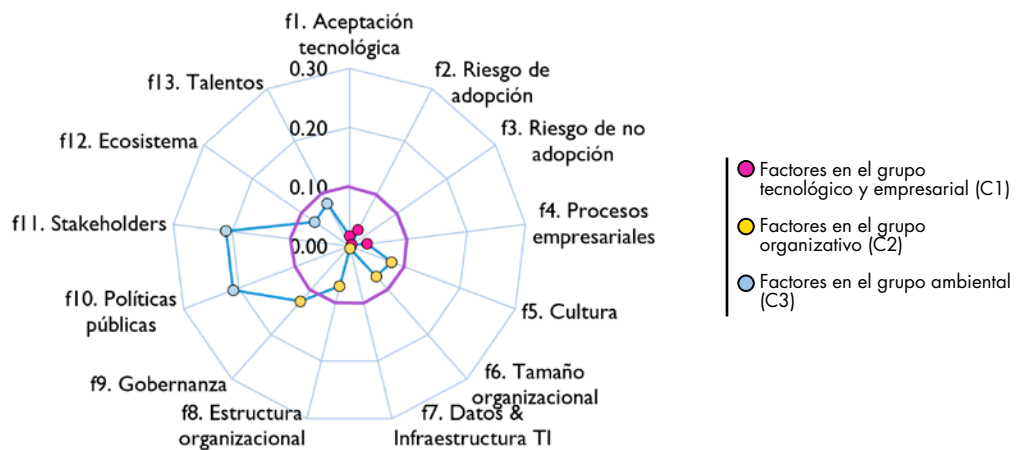 f1. Aceptación
tecnológica
0.30
f2. Riesgo de
adopción
f3. Riesgo de no
adopción
f4. Procesos
empresariales
f5. Cultura
f6. Tamaño
organizacional
f7. Datos &
Infraestructura TI
f8. Estructura
organizacional
f9. Gobernanza
f10. Políticas
públicas
f11. Stakeholders
f12. Ecosistema
f13. Talentos
0.20
0.10
0.00
Factores en el grupo
tecnológico y empresarial (C1)
Factores en el grupo
organizativo (C2)
Factores en el grupo ambiental
(C3)